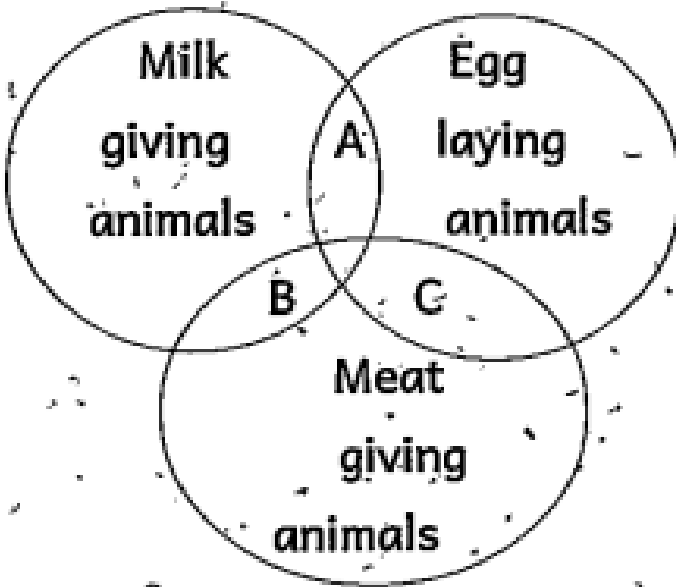 Milk
giving
animals
A
Egg
laying
animals
B
C
Meat
giving
animals